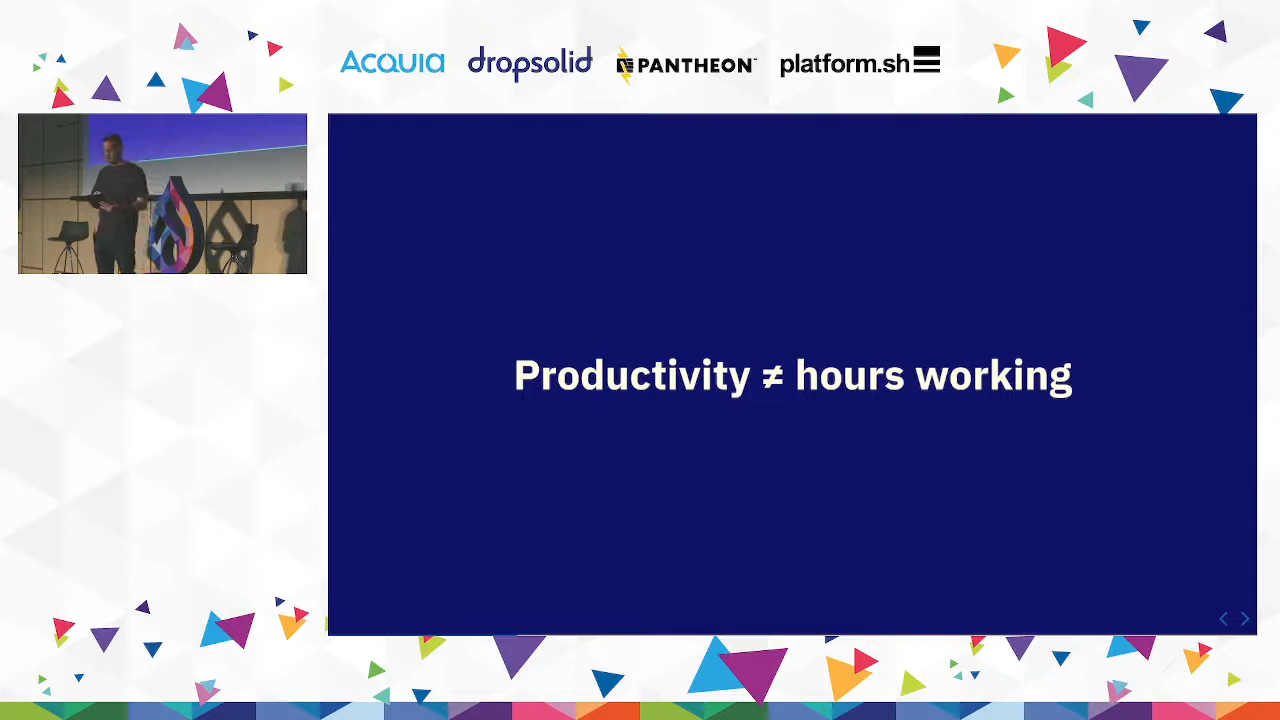 Acquia dropsolid PANTHEON platform.sh
Productivity ≠ hours working